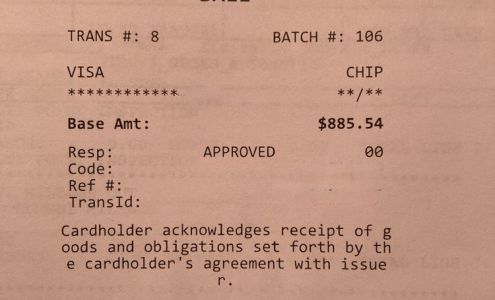 TRANS #: 8 BATCH #: 106
VISA CHIP
************ **/**
Base Amt: $885.54
Resp: APPROVED 00
Code:
Ref #:
TransId:
Cardholder acknowledges receipt of g
oods and obligations set forth by th
e cardholder's agreement with issue
r.